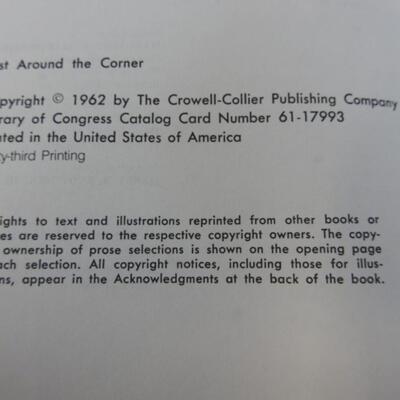 st Around the Corner
pyright © 1962 by The Crowell-Collier Publishing Company
rary of Congress Catalog Card Number 61-17993
ated in the United States of America
ty-third Printing
ights to text and illustrations reprinted from other books or
es are reserved to the respective copyright owners. The copy-
ownership of prose selections is shown on the opening page
ach selection. All copyright notices, including those for illus-
ns, appear in the Acknowledgments at the back of the book.